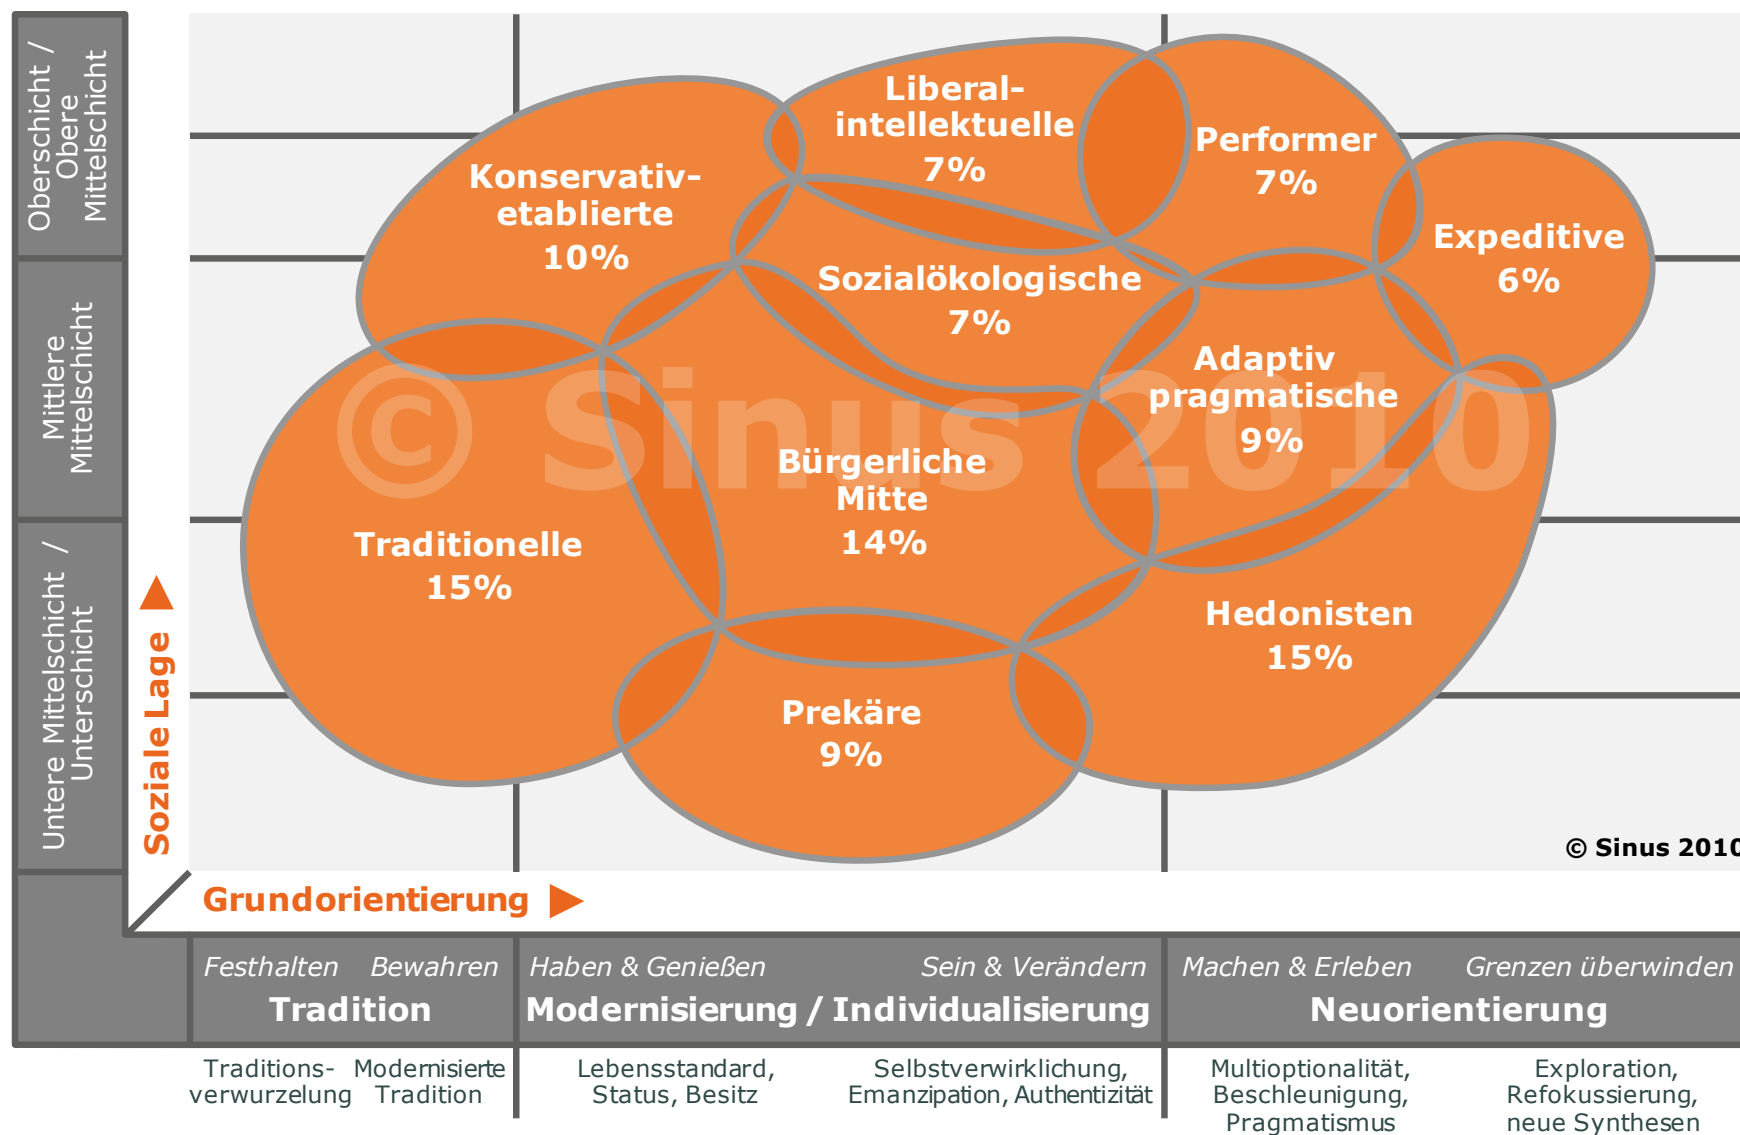 Oberschicht /
Obere
Mittelschicht
Mittlere
Mittelschicht
Untere Mittelschicht /
Unterschicht
Soziale Lage
Konservativ-
etablierte
10%
Liberal-
intellektuelle
7%
Performer
7%
Expeditive
6%
Sozialökologische
7%
Adaptiv
pragmatische
9%
© Sinus 2010
Bürgerliche
Mitte
14%
Traditionelle
15%
Hedonisten
15%
Prekäre
9%
© Sinus 2010
Grundorientierung
Festhalten Bewahren
Tradition
Haben & Genießen Sein & Verändern
Modernisierung / Individualisierung
Machen & Erleben Grenzen überwinden
Neuorientierung
Traditions-
verwurzelung
Modernisierte
Tradition
Lebensstandard,
Status, Besitz
Selbstverwirklichung,
Emanzipation, Authentizität
Multioptionalität,
Beschleunigung,
Pragmatismus
Exploration,
Refokussierung,
neue Synthesen